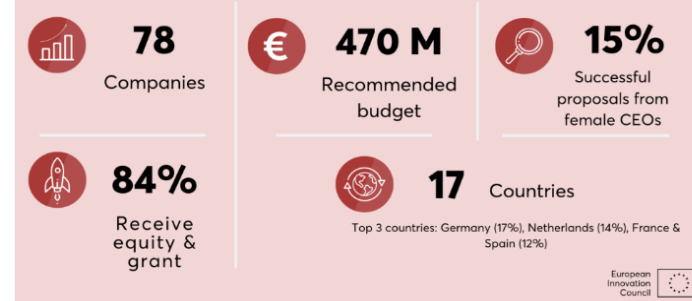 78
Companies
€
470 M
Recommended
budget
15%
Successful
proposals from
female CEOs
84%
Receive
equity &
grant
17 Countries
Top 3 countries: Germany (17%), Netherlands (14%), France &
Spain (12%)
European
Innovation
Council